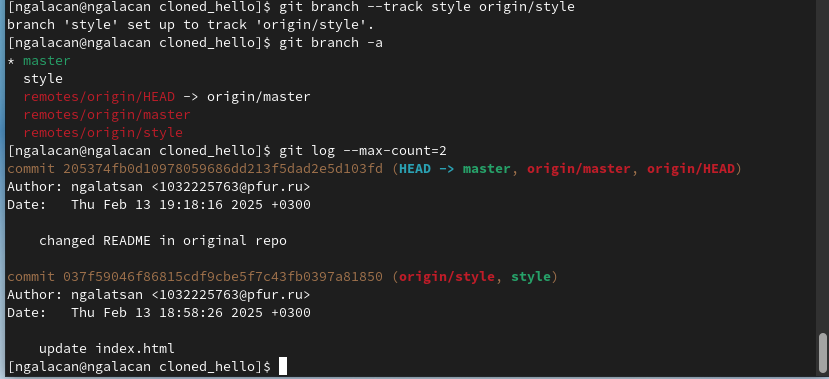 [ngalacan@ngalacan cloned_hello]$ git branch --track style origin/style
branch 'style' set up to track 'origin/style'.
[ngalacan@ngalacan cloned_hello]$ git branch -a
* master
  style
  remotes/origin/HEAD -> origin/master
  remotes/origin/master
  remotes/origin/style
[ngalacan@ngalacan cloned_hello]$ git log --max-count=2
commit 205374fb0d10978059686dd213f5dad2e5d103fd (HEAD -> master, origin/master, origin/HEAD)
Author: ngalatsan <1032225763@pfur.ru>
Date:   Thu Feb 13 19:18:16 2025 +0300

    changed README in original repo

commit 037f59046f86815cdf9cbe5f7c43fb0397a81850 (origin/style, style)
Author: ngalatsan <1032225763@pfur.ru>
Date:   Thu Feb 13 18:58:26 2025 +0300

    update index.html
[ngalacan@ngalacan cloned_hello]$